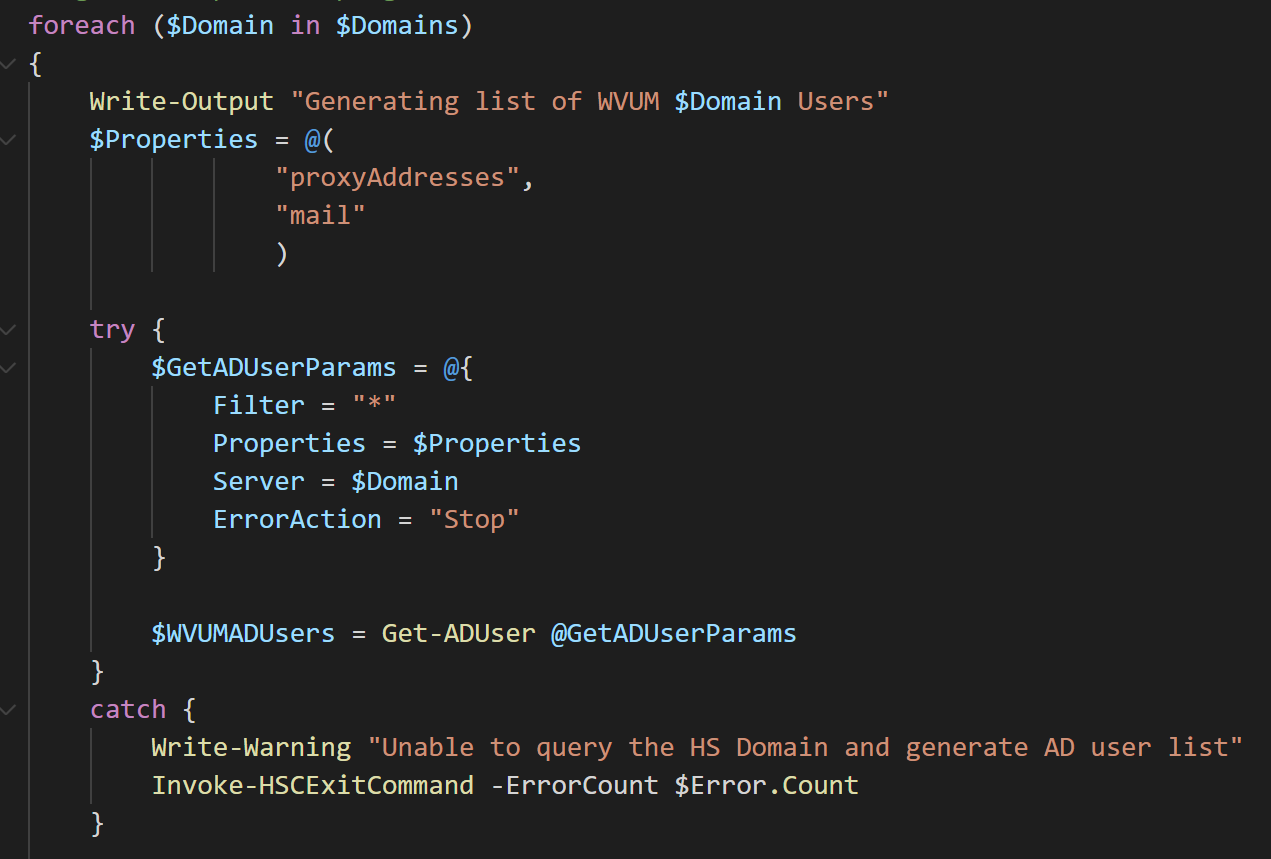 foreach ($Domain in $Domains)
{
    Write-Output "Generating list of WVUM $Domain Users"
    $Properties = @(
                "proxyAddresses",
                "mail"
                )

    try {
        $GetADUserParams = @{
            Filter = "*"
            Properties = $Properties
            Server = $Domain
            ErrorAction = "Stop"
        }

        $WVUMADUsers = Get-ADUser @GetADUserParams
    }
    catch {
        Write-Warning "Unable to query the HS Domain and generate AD user list"
        Invoke-HSCExitCommand -ErrorCount $Error.Count
    }